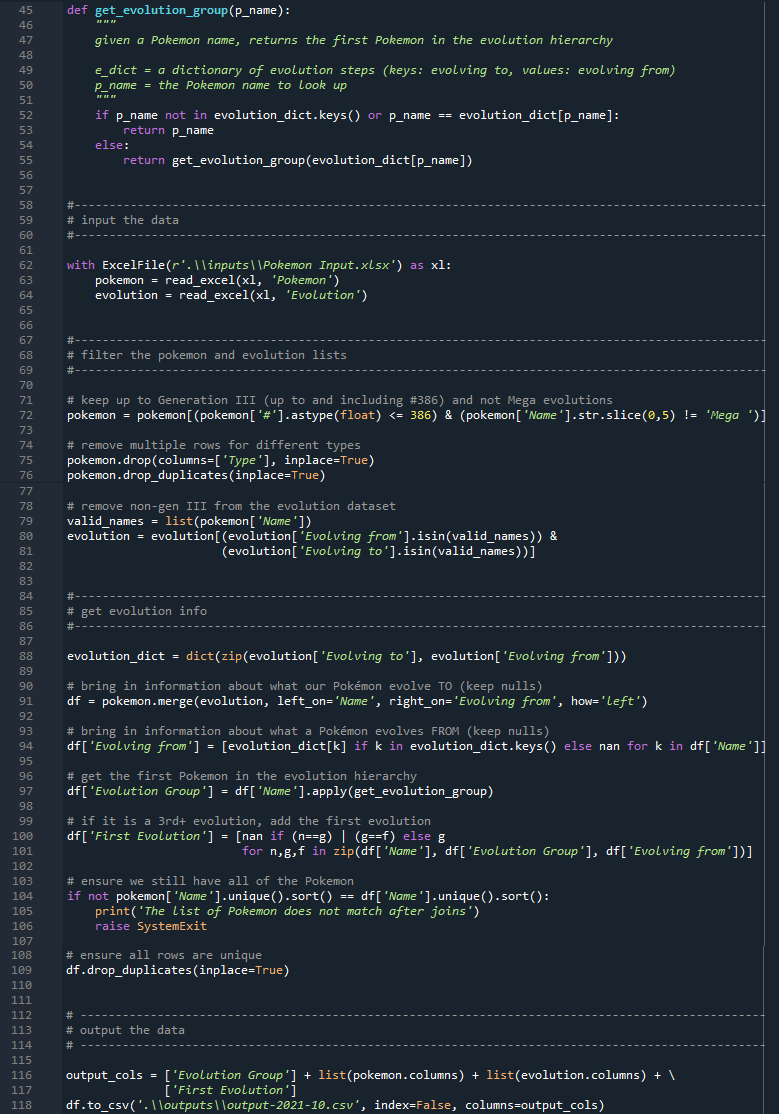 45 def get_evolution_group(p_name):
46     """
47     given a Pokemon name, returns the first Pokemon in the evolution hierarchy
48
49     e_dict = a dictionary of evolution steps (keys: evolving to, values: evolving from)
50     p_name = the Pokemon name to look up
51     """
52     if p_name not in evolution_dict.keys() or p_name == evolution_dict[p_name]:
53         return p_name
54     else:
55         return get_evolution_group(evolution_dict[p_name])
56
57
58 #---------------------------------------------------------------------------------------------------
59 # input the data
60 #---------------------------------------------------------------------------------------------------
61
62 with ExcelFile(r'.\\inputs\\Pokemon Input.xlsx') as xl:
63     pokemon = read_excel(xl, 'Pokemon')
64     evolution = read_excel(xl, 'Evolution')
65
66
67 #---------------------------------------------------------------------------------------------------
68 # filter the pokemon and evolution lists
69 #---------------------------------------------------------------------------------------------------
70
71 # keep up to Generation III (up to and including #386) and not Mega evolutions
72 pokemon = pokemon[(pokemon['#'].astype(float) <= 386) & (pokemon['Name'].str.slice(0,5) != 'Mega ')]
73
74 # remove multiple rows for different types
75 pokemon.drop(columns=['Type'], inplace=True)
76 pokemon.drop_duplicates(inplace=True)
77
78 # remove non-gen III from the evolution dataset
79 valid_names = list(pokemon['Name'])
80 evolution = evolution[(evolution['Evolving from'].isin(valid_names)) &
81                       (evolution['Evolving to'].isin(valid_names))]
82
83
84 #---------------------------------------------------------------------------------------------------
85 # get evolution info
86 #---------------------------------------------------------------------------------------------------
87
88 evolution_dict = dict(zip(evolution['Evolving to'], evolution['Evolving from']))
89
90 # bring in information about what our Pokémon evolve TO (keep nulls)
91 df = pokemon.merge(evolution, left_on='Name', right_on='Evolving from', how='left')
92
93 # bring in information about what a Pokémon evolves FROM (keep nulls)
94 df['Evolving from'] = [evolution_dict[k] if k in evolution_dict.keys() else nan for k in df['Name']]
95
96 # get the first Pokemon in the evolution hierarchy
97 df['Evolution Group'] = df['Name'].apply(get_evolution_group)
98
99 # if it is a 3rd+ evolution, add the first evolution
100 df['First Evolution'] = [nan if (n==g) | (g==f) else g
101                          for n,g,f in zip(df['Name'], df['Evolution Group'], df['Evolving from'])]
102
103 # ensure we still have all of the Pokemon
104 if not pokemon['Name'].unique().sort() == df['Name'].unique().sort():
105     print('The list of Pokemon does not match after joins')
106     raise SystemExit
107
108 # ensure all rows are unique
109 df.drop_duplicates(inplace=True)
110
111
112 # --------------------------------------------------------------------------------------------------
113 # output the data
114 # --------------------------------------------------------------------------------------------------
115
116 output_cols = ['Evolution Group'] + list(pokemon.columns) + list(evolution.columns) + \
117               ['First Evolution']
118 df.to_csv('.\\outputs\\output-2021-10.csv', index=False, columns=output_cols)